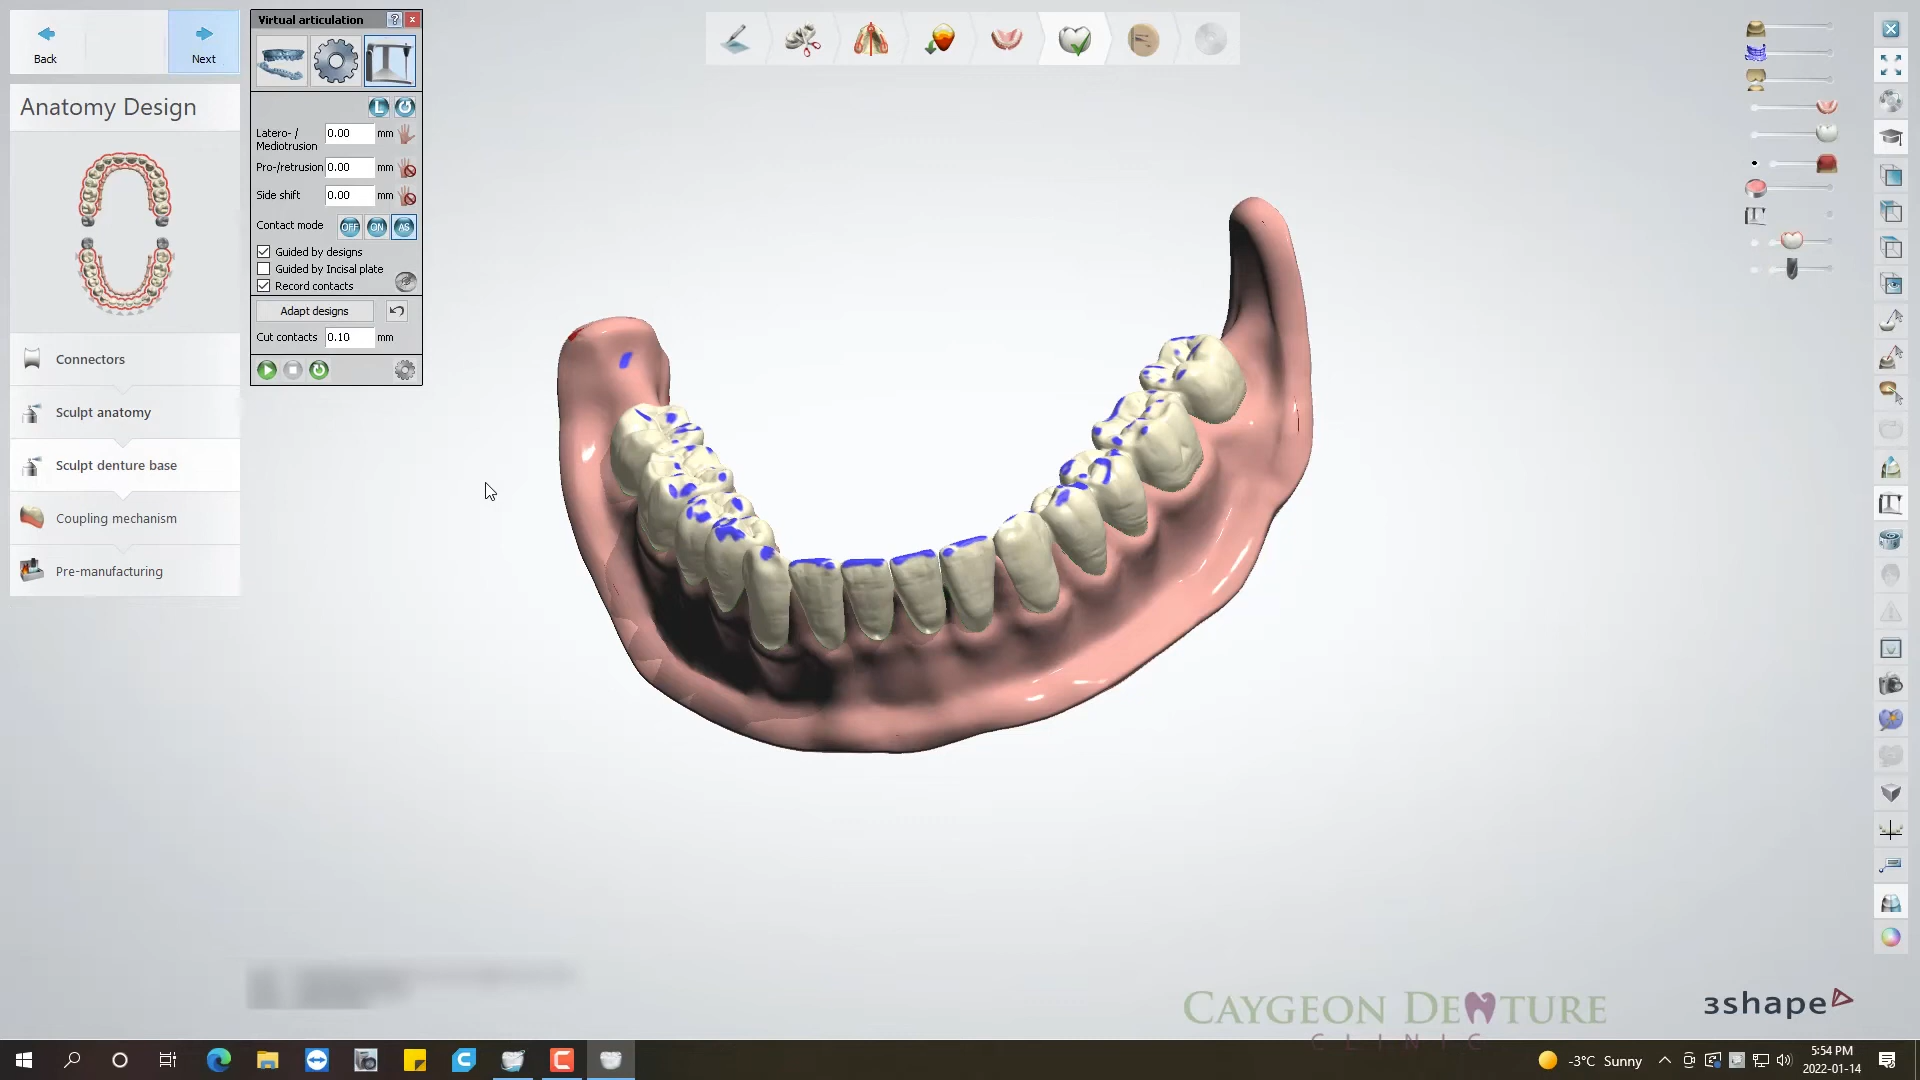 Back
Next
Anatomy Design
Connectors
Sculpt anatomy
Sculpt denture base
Coupling mechanism
Pre-manufacturing
Virtual articulation
?
x
L
Latero- /
Mediotrusion
0.00
mm
Pro-/retrusion
0.00
mm
Side shift
0.00
mm
Contact mode
OFF
ON
AS
Guided by designs
Guided by Incisal plate
Record contacts
Adapt designs
Cut contacts
0.10
mm
CAYGEON DENTURE
CLINIC
3shape
-3°C Sunny
5:54 PM
2022-01-14